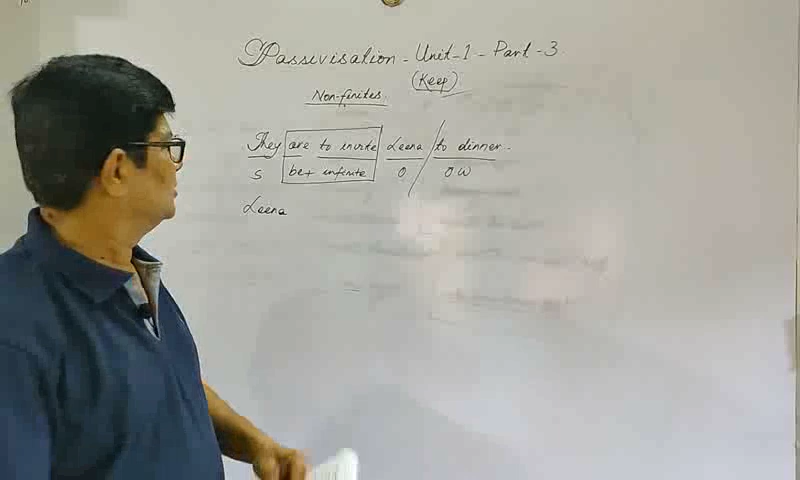 Passivisation - Unit-1 - Part-3
(Keep)
Non-finites
They are to invite Leena / to dinner.
S be+ infinite O OW
Leena